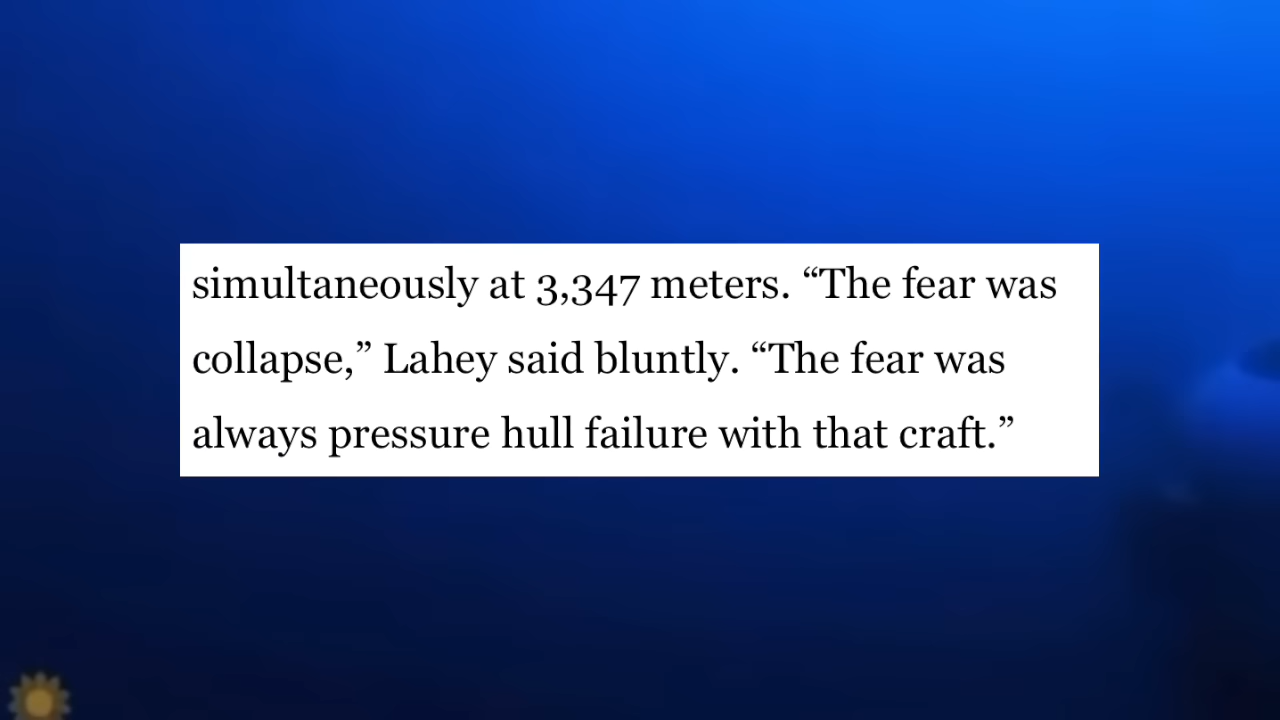 simultaneously at 3,347 meters. “The fear was
collapse,” Lahey said bluntly. “The fear was
always pressure hull failure with that craft.”